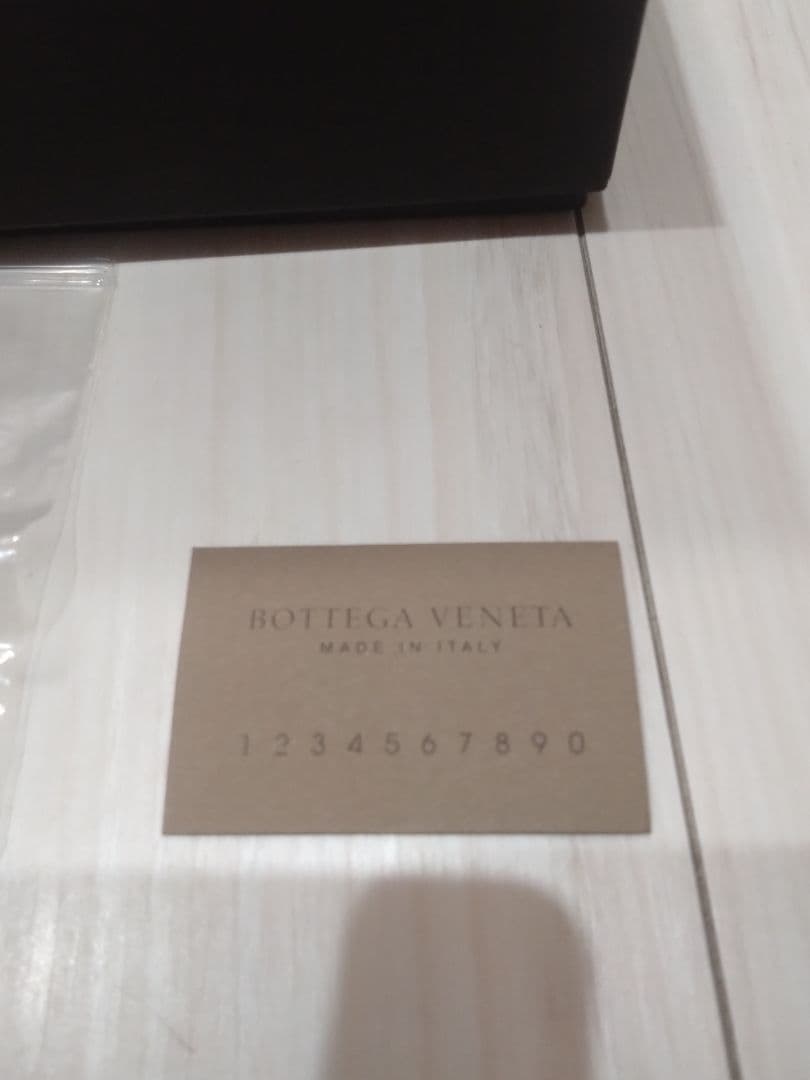 BOTTEGA VENETA
MADE IN ITALY
1 2 3 4 5 6 7 8 9 0